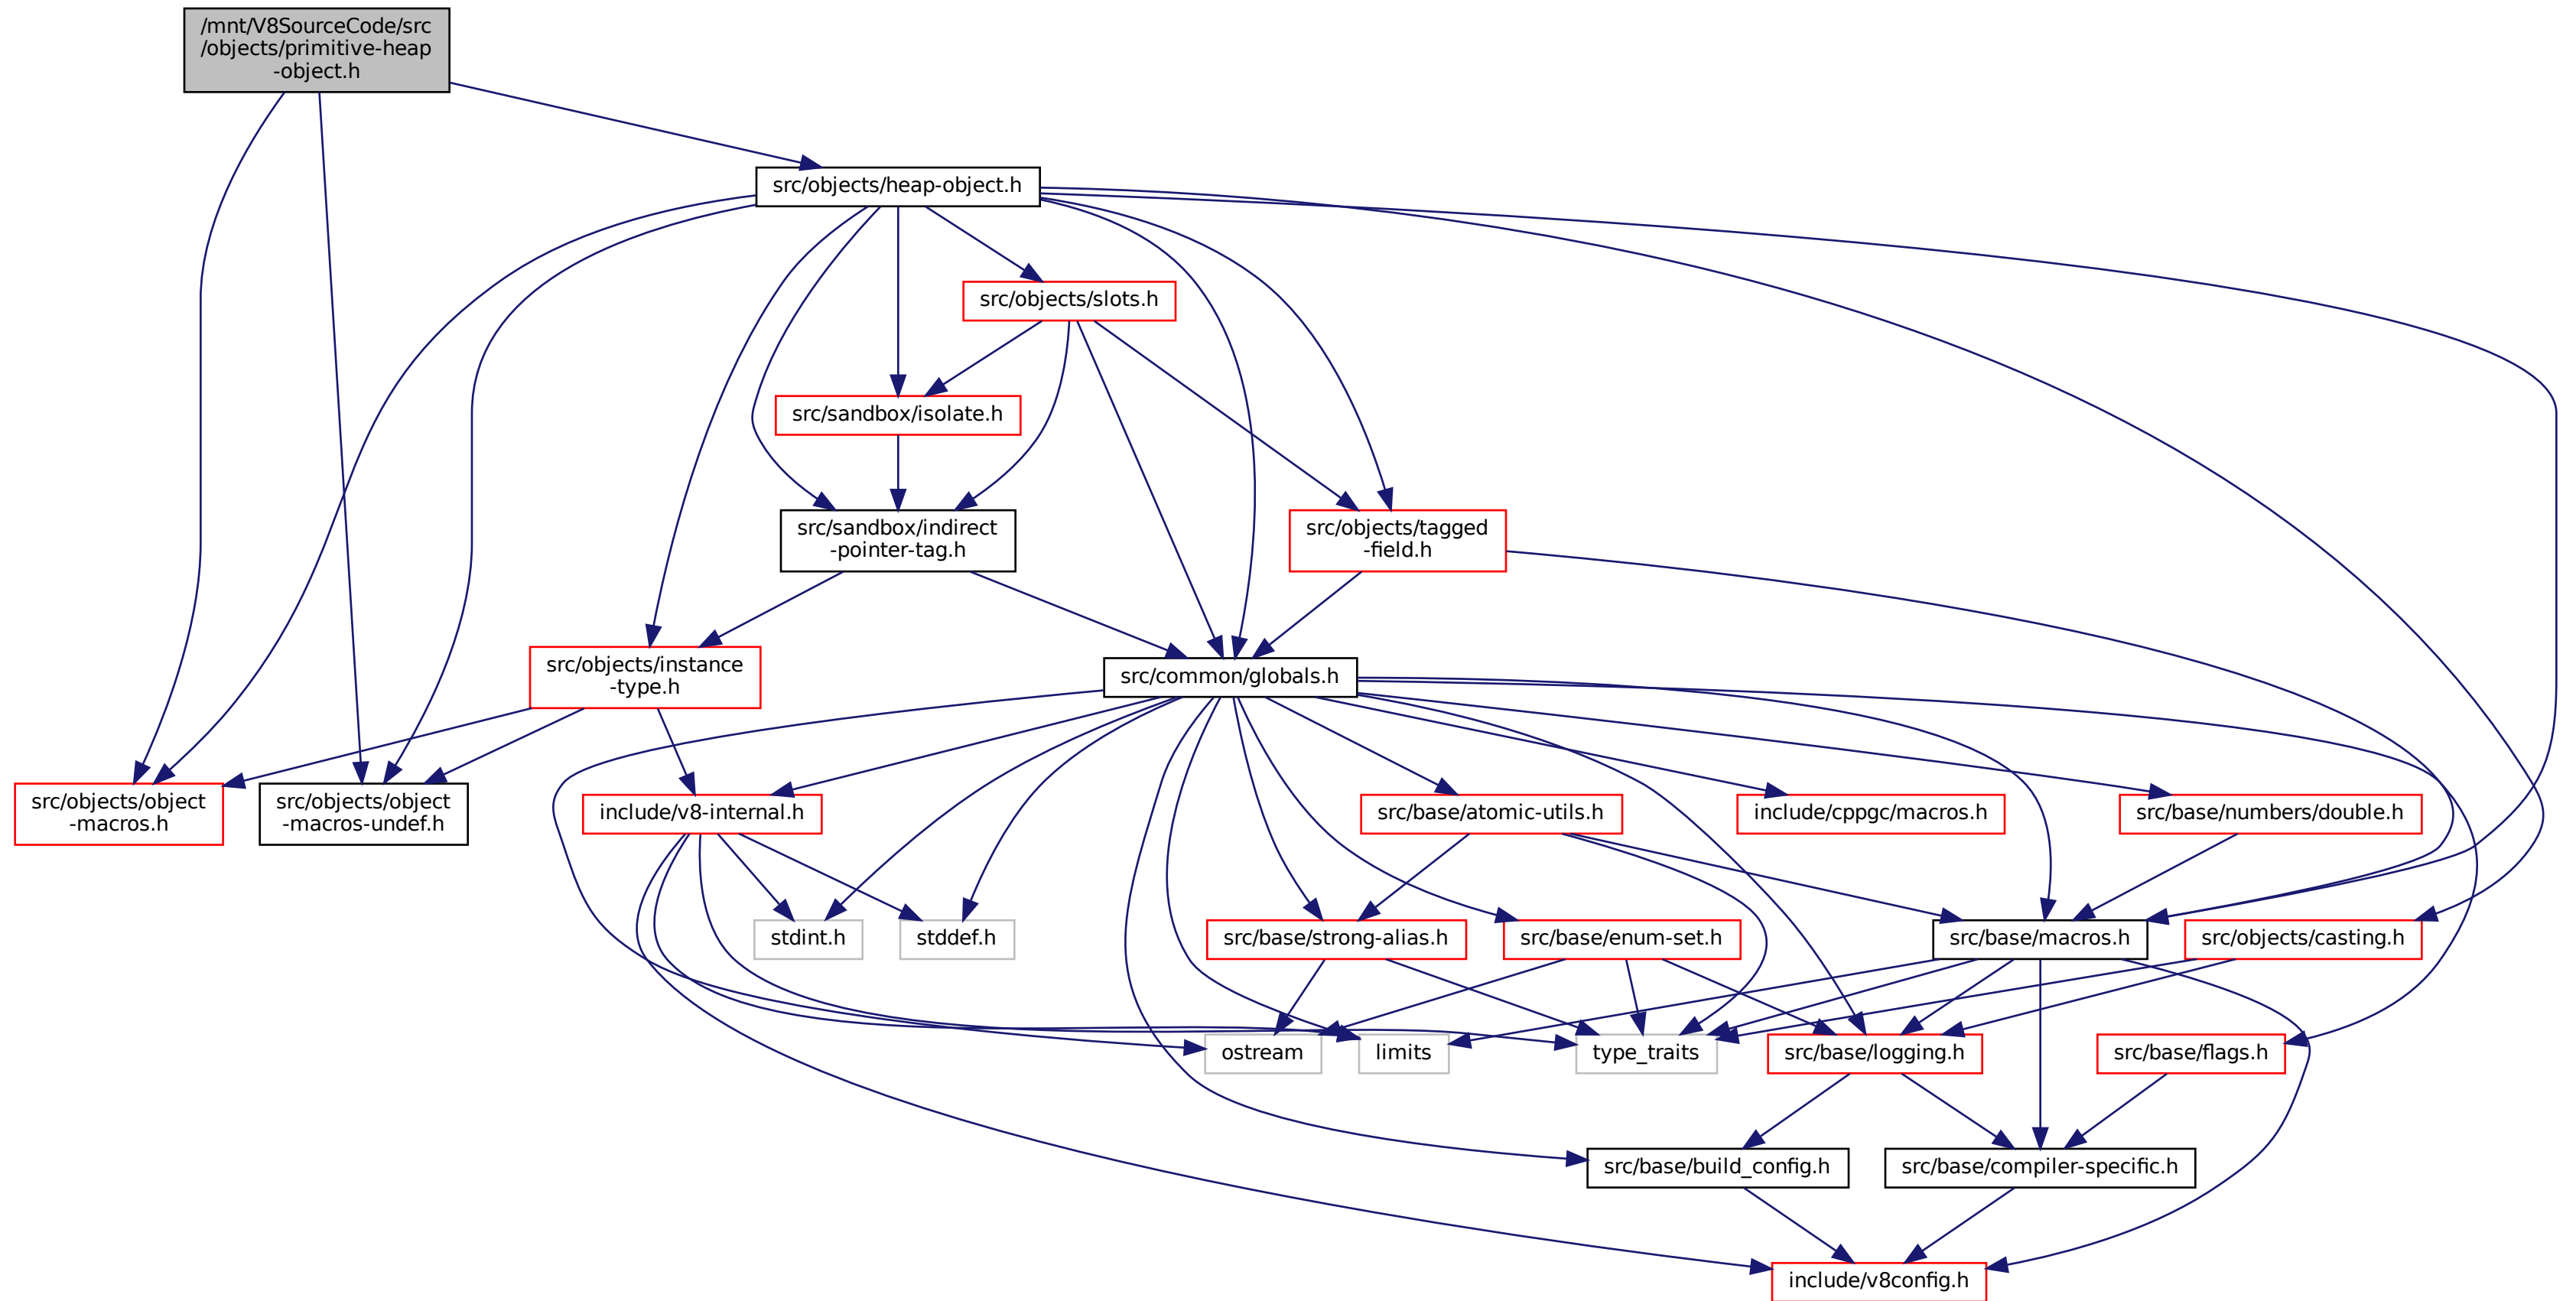 /mnt/V8SourceCode/src
/objects/primitive-heap
-object.h
src/objects/heap-object.h
src/objects/slots.h
src/sandbox/isolate.h
src/sandbox/indirect
-pointer-tag.h
src/objects/tagged
-field.h
src/objects/instance
-type.h
src/common/globals.h
src/objects/object
-macros.h
src/objects/object
-macros-undef.h
include/v8-internal.h
src/base/atomic-utils.h
include/cppgc/macros.h
src/base/numbers/double.h
stdint.h
stddef.h
src/base/strong-alias.h
src/base/enum-set.h
src/base/macros.h
src/objects/casting.h
ostream
limits
type_traits
src/base/logging.h
src/base/flags.h
src/base/build_config.h
src/base/compiler-specific.h
include/v8config.h